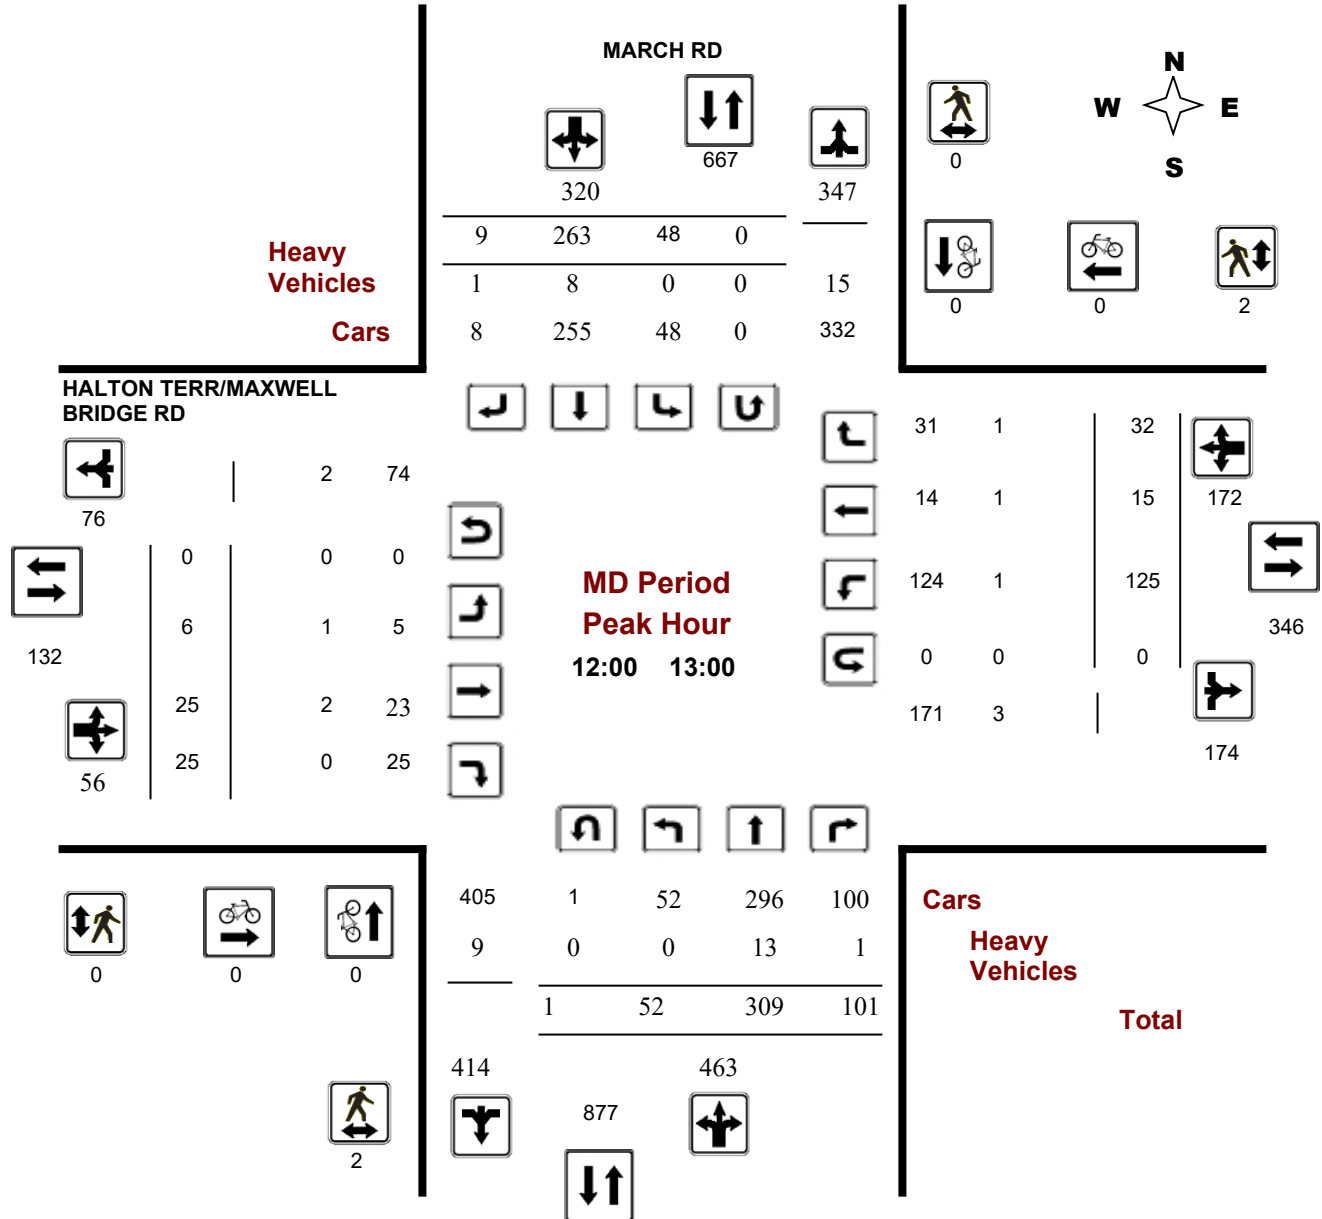 MARCH RD
N
W E
S
667
0
320 347
9 263 48 0
Heavy
Vehicles
1 8 0 0 15
0 0 2
Cars 8 255 48 0 332
HALTON TERR/MAXWELL
BRIDGE RD
31 1 32
2 74
14 1 15 172
76
0 0 0
MD Period
124 1 125
Peak Hour
6 1 5
346
132
12:00 13:00
0 0 0
25 2 23
171 3
174
25 0 25
56
405 1 52 296 100 Cars
9 0 0 13 1 Heavy
Vehicles
0 0 0
1 52 309 101
Total
414 463
877
2